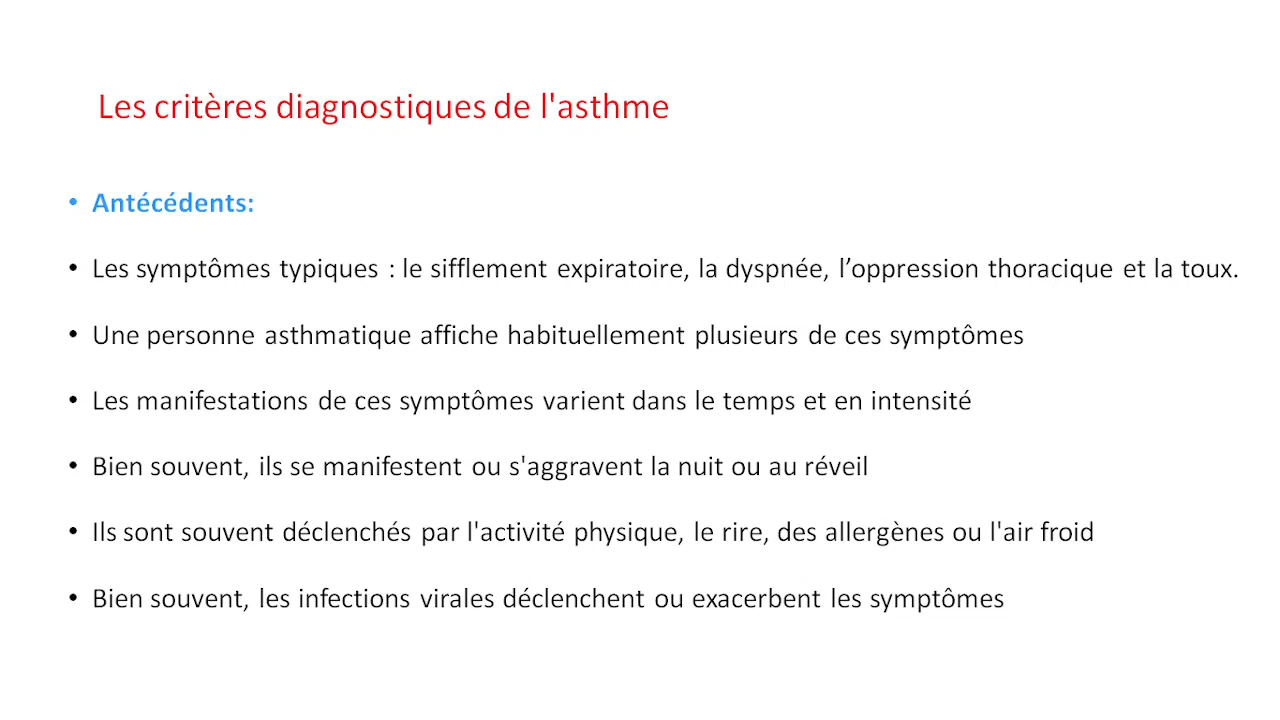 Les critères diagnostiques de l'asthme
• Antécédents:
• Les symptômes typiques : le sifflement expiratoire, la dyspnée, l’oppression thoracique et la toux.
• Une personne asthmatique affiche habituellement plusieurs de ces symptômes
• Les manifestations de ces symptômes varient dans le temps et en intensité
• Bien souvent, ils se manifestent ou s'aggravent la nuit ou au réveil
• Ils sont souvent déclenchés par l'activité physique, le rire, des allergènes ou l'air froid
• Bien souvent, les infections virales déclenchent ou exacerbent les symptômes